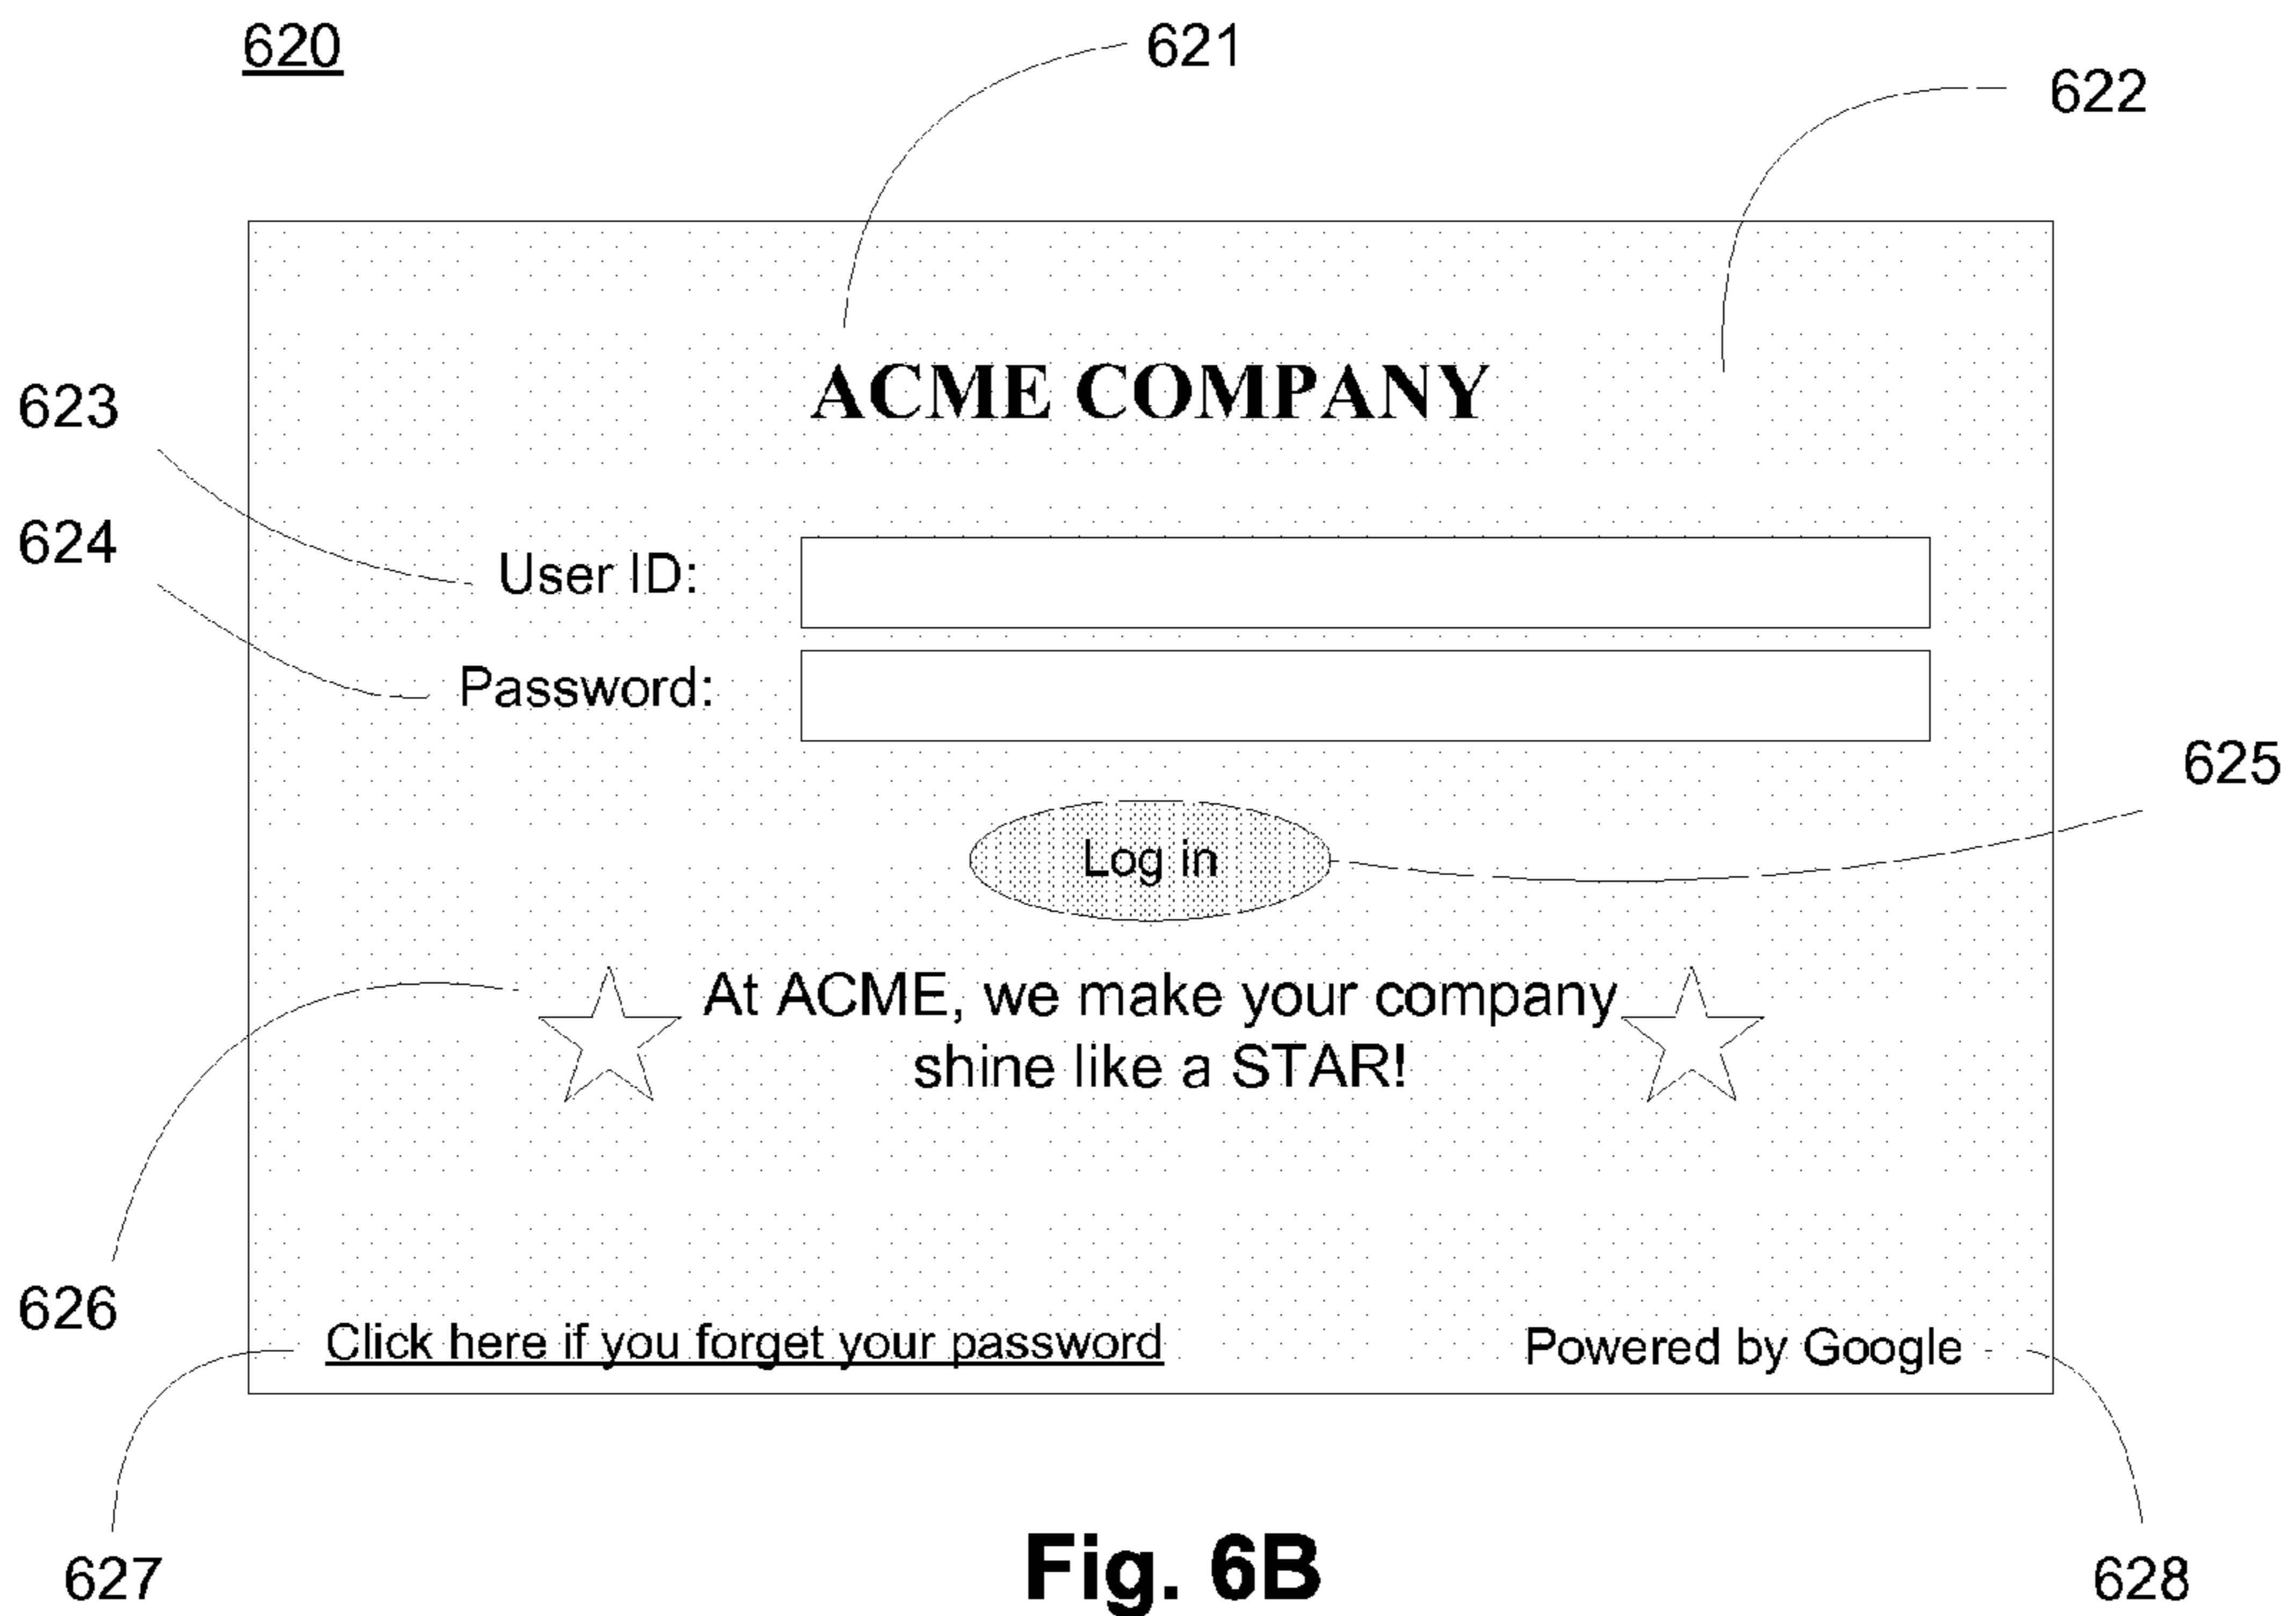 620
621
622
ACME COMPANY
623
User ID:
624
Password:
625
Log in
At ACME, we make your company
shine like a STAR!
626
Click here if you forget your password
Powered by Google
627
628
Fig. 6B